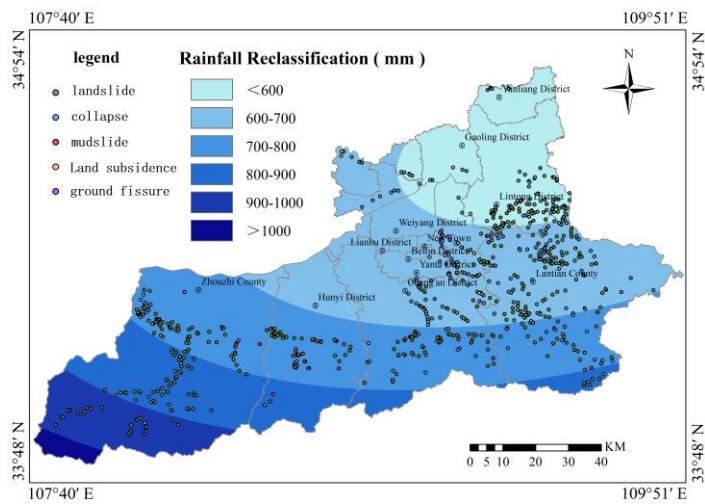 107°40′ E
109°51′ E
34°54′ N
34°54′ N
legend
landslide
collapse
mudslide
Land subsidence
ground fissure
Rainfall Reclassification ( mm )
<600
600-700
700-800
800-900
900-1000
>1000
N
Yanliang District
Gaoling District
Lintong District
Weiyang District
New Town
Lianhu District
Beilin District
Yanta District
Chang'an District
Lantian County
Zhouzhi County
Hunyi District
0 5 10 20 30 40 KM
33°48′ N
33°48′ N
107°40′ E
109°51′ E